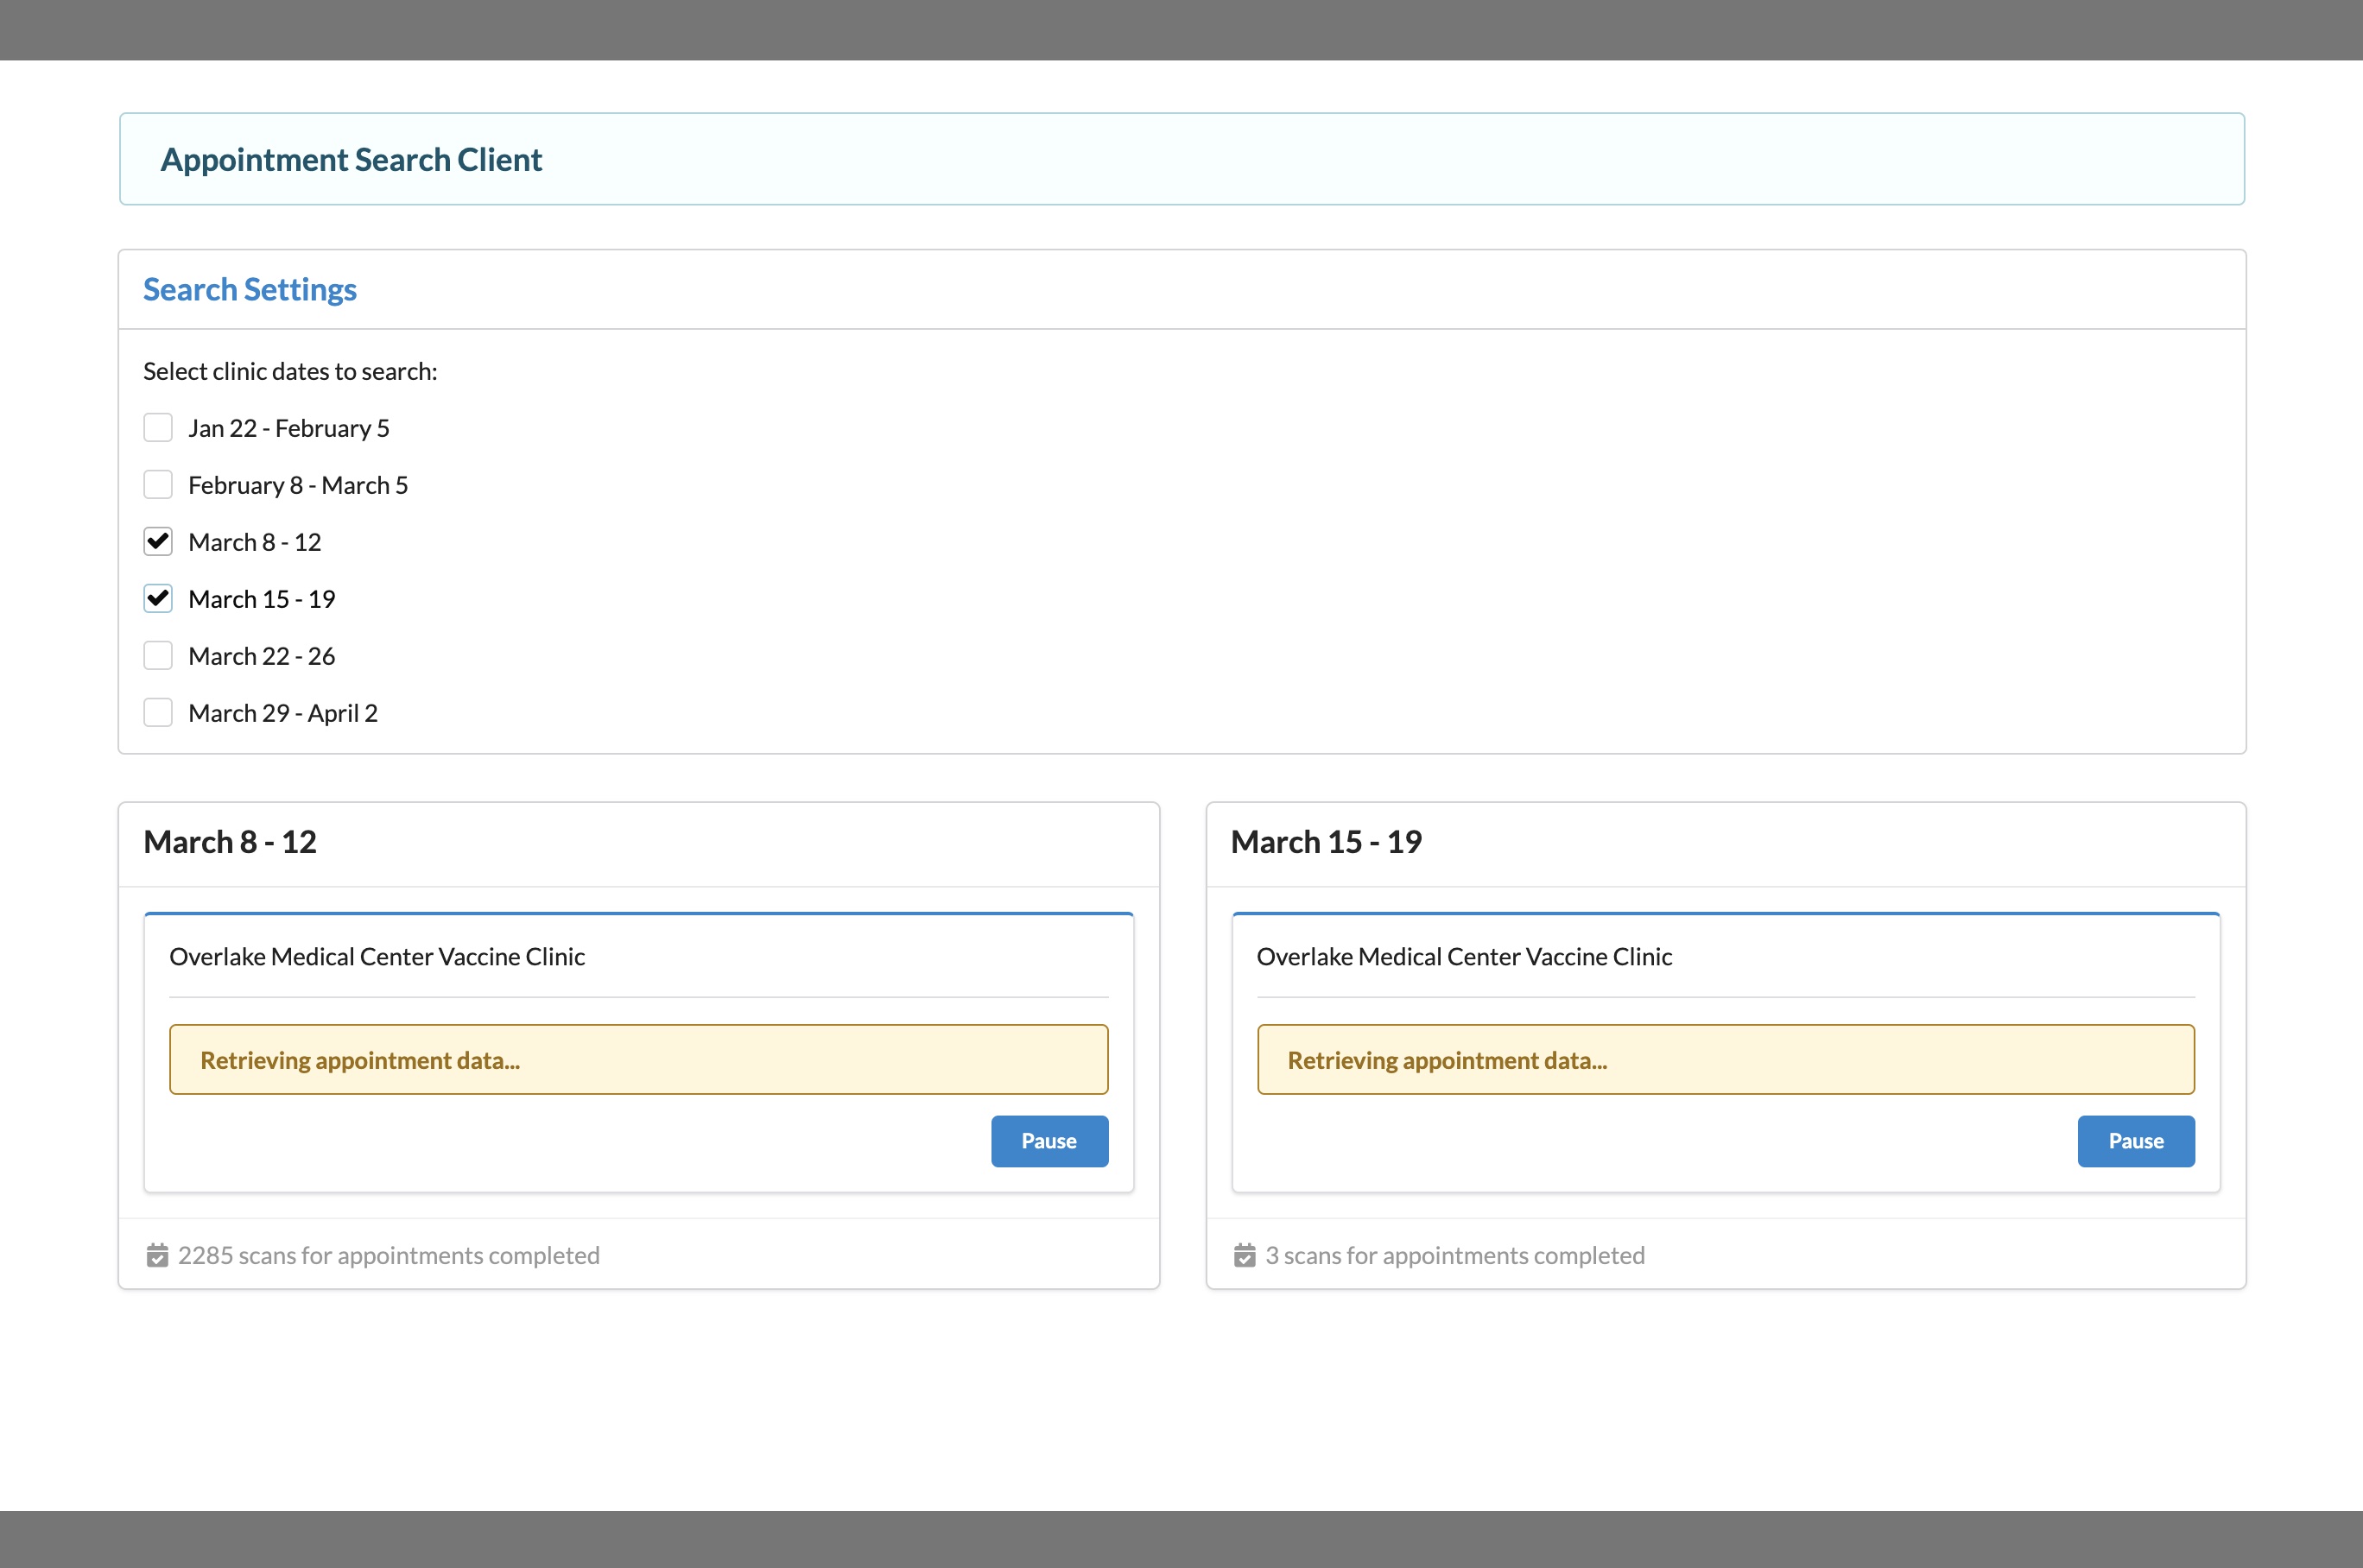 Appointment Search Client
Search Settings
Select clinic dates to search:
Jan 22 - February 5
February 8 - March 5
March 8 - 12
March 15 - 19
March 22 - 26
March 29 - April 2
March 8 - 12
Overlake Medical Center Vaccine Clinic
Retrieving appointment data...
Pause
2285 scans for appointments completed
March 15 - 19
Overlake Medical Center Vaccine Clinic
Retrieving appointment data...
Pause
3 scans for appointments completed